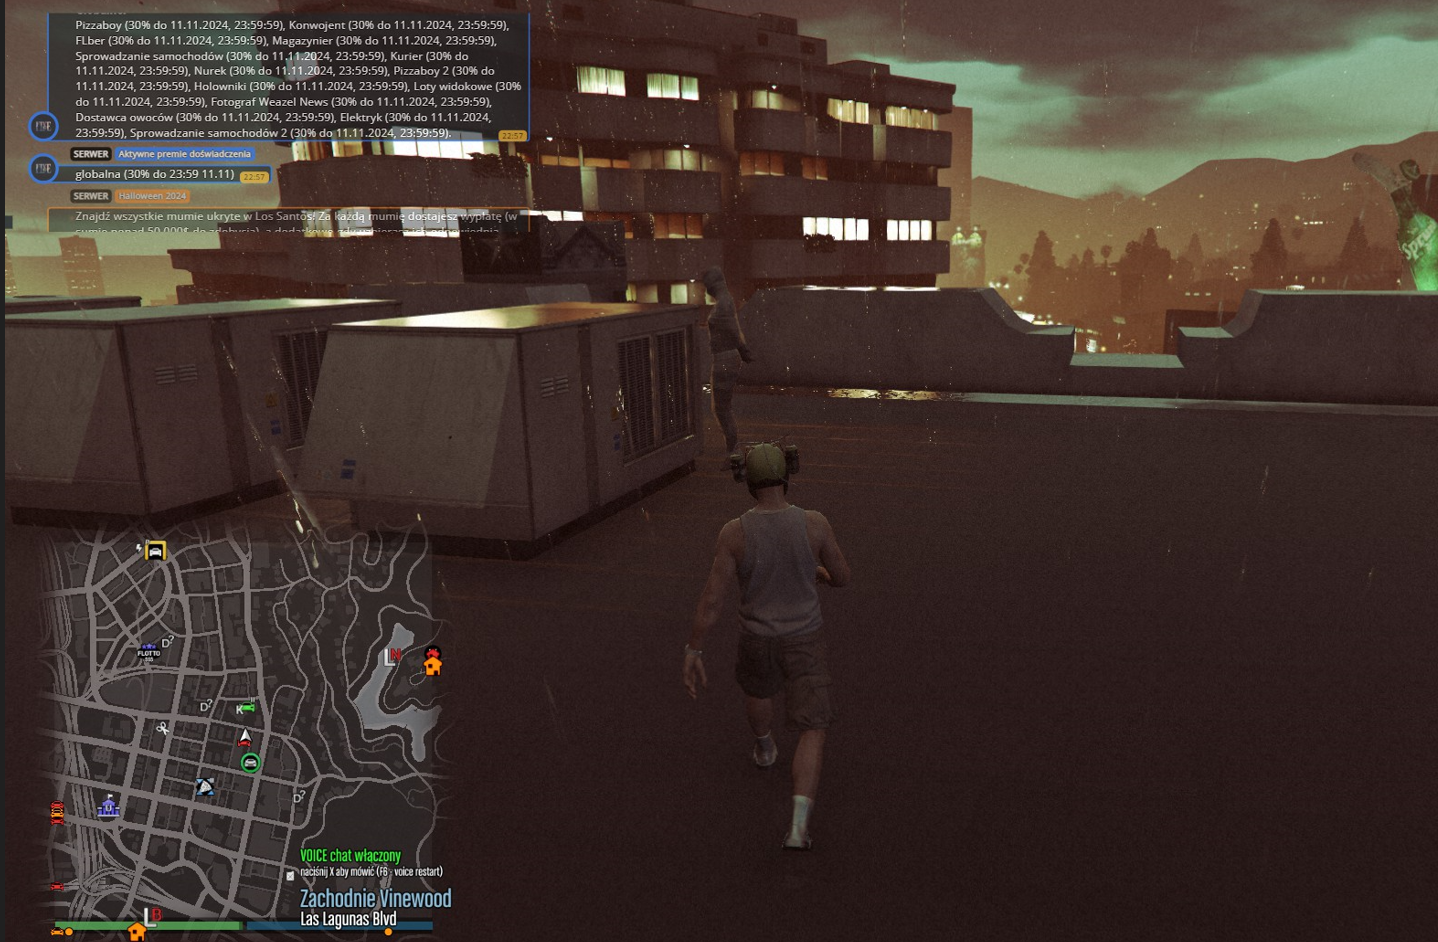 Pizzaboy (30% do 11.11.2024, 23:59:59), Konwojent (30% do 11.11.2024, 23:59:59),
FLber (30% do 11.11.2024, 23:59:59), Magazynier (30% do 11.11.2024, 23:59:59),
Sprowadzanie samochodów (30% do 11.11.2024, 23:59:59), Kurier (30% do
11.11.2024, 23:59:59), Nurek (30% do 11.11.2024, 23:59:59), Pizzaboy 2 (30% do
11.11.2024, 23:59:59), Holowniki (30% do 11.11.2024, 23:59:59), Loty widokowe (30%
do 11.11.2024, 23:59:59), Fotograf Weazel News (30% do 11.11.2024, 23:59:59),
Dostawca owoców (30% do 11.11.2024, 23:59:59), Elektryk (30% do 11.11.2024,
23:59:59), Sprowadzanie samochodów 2 (30% do 11.11.2024, 23:59:59).
22:57
SERWER Aktywne premie doświadczenia
globalna (30% do 23:59 11.11) 22:57
SERWER Halloween 2024
Znajdź wszystkie mumie ukryte w Los Santos! Za każdą mumię dostajesz wypłatę (w
Sprunk
FLOTTO
D?
LN
D?
K
D?
VOICE chat włączony
naciśnij X aby mówić (F6 - voice restart)
Zachodnie Vinewood
Las Lagunas Blvd
LB